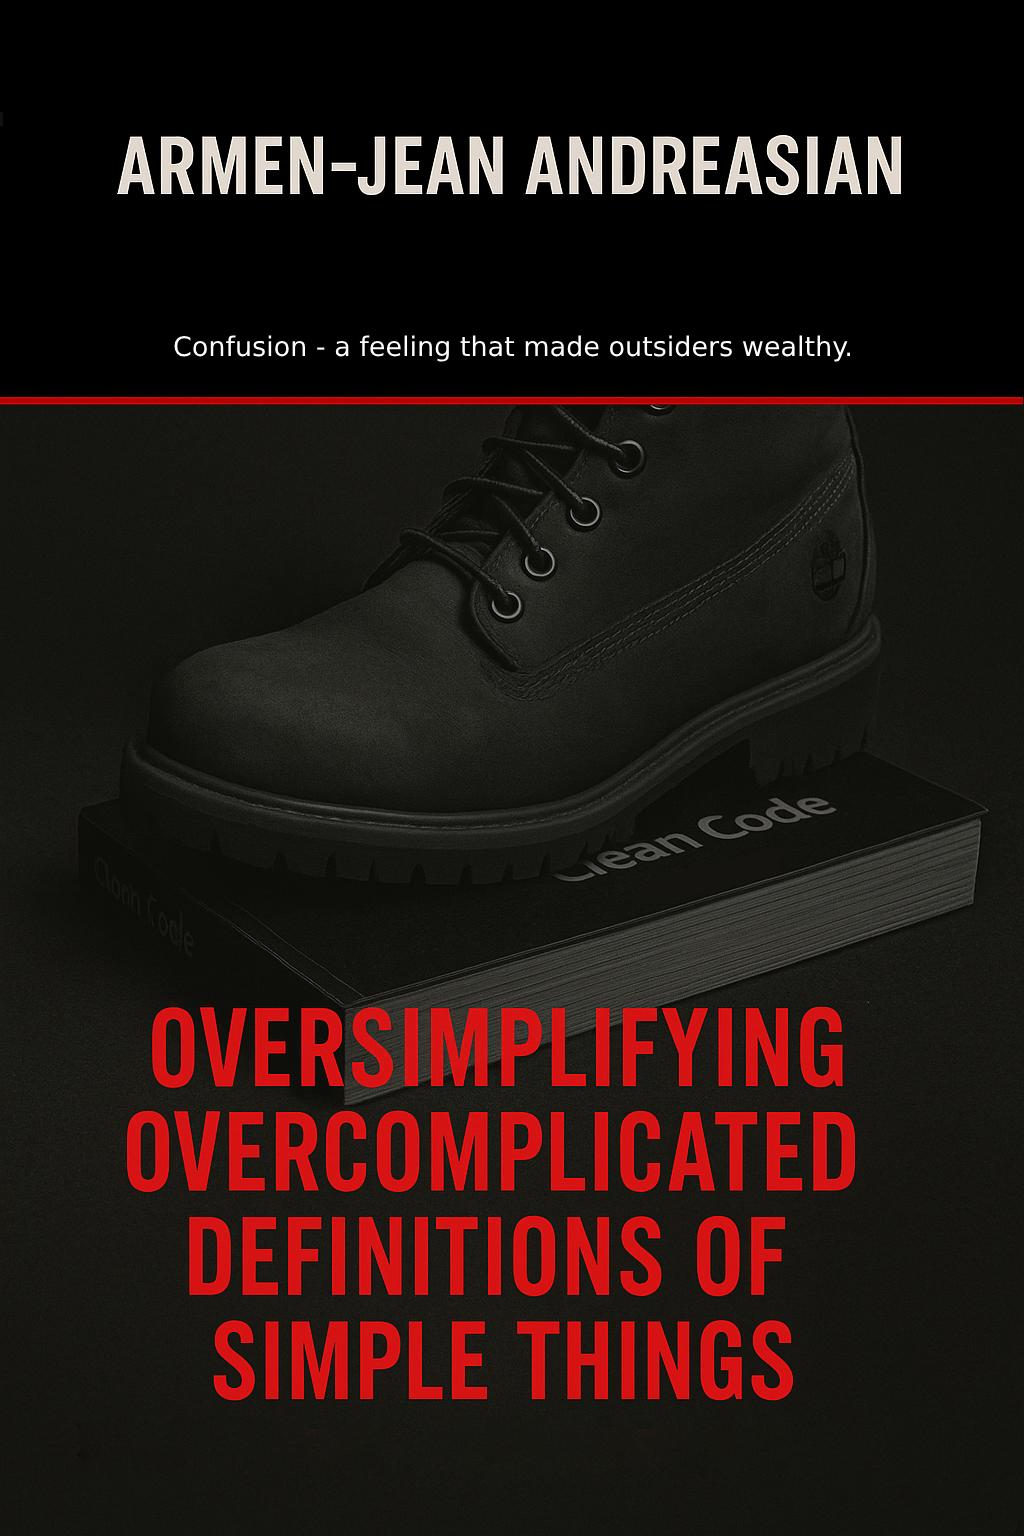 ARMEN-JEAN ANDREASIAN
Confusion - a feeling that made outsiders wealthy.
Clean Code
Clean Code
OVERSIMPLIFYING
OVERCOMPLICATED
DEFINITIONS OF
SIMPLE THINGS